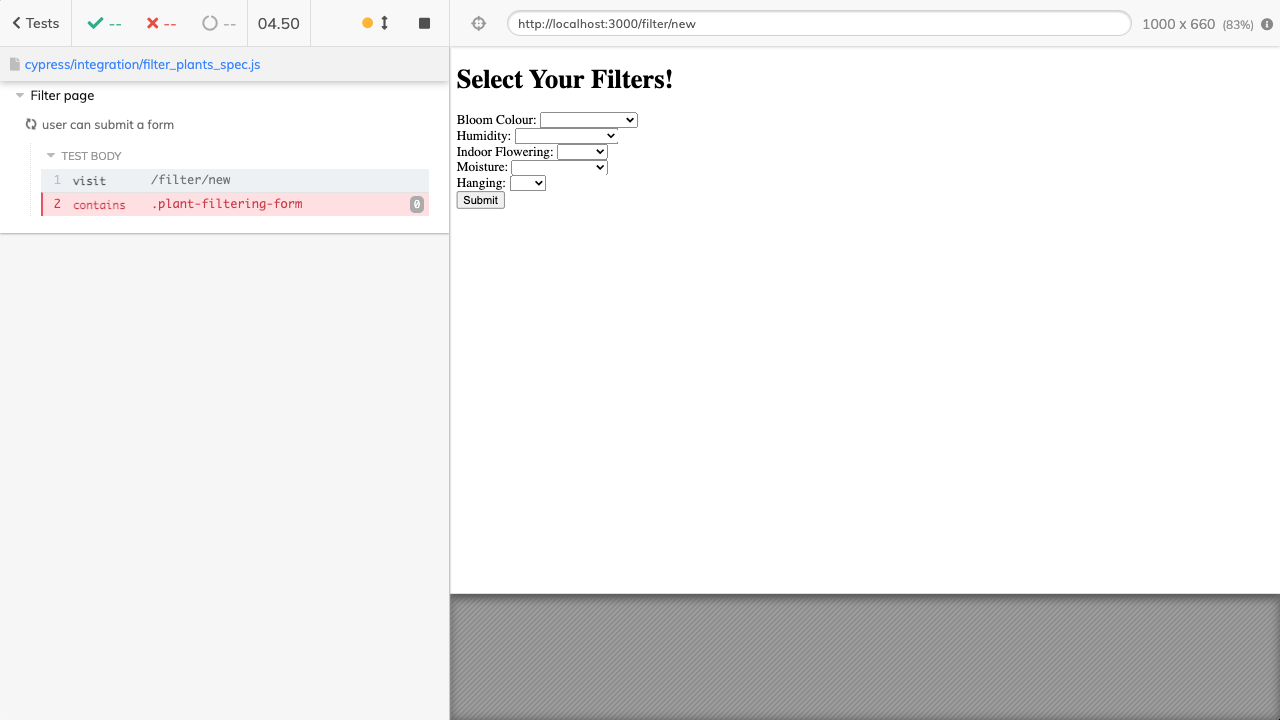 Tests -- -- -- 04.50 http://localhost:3000/filter/new 1000 x 660 (83%)
cypress/integration/filter_plants_spec.js
Filter page
user can submit a form
TEST BODY
1 visit /filter/new
2 contains .plant-filtering-form 0
Select Your Filters!
Bloom Colour:
Humidity:
Indoor Flowering:
Moisture:
Hanging:
Submit